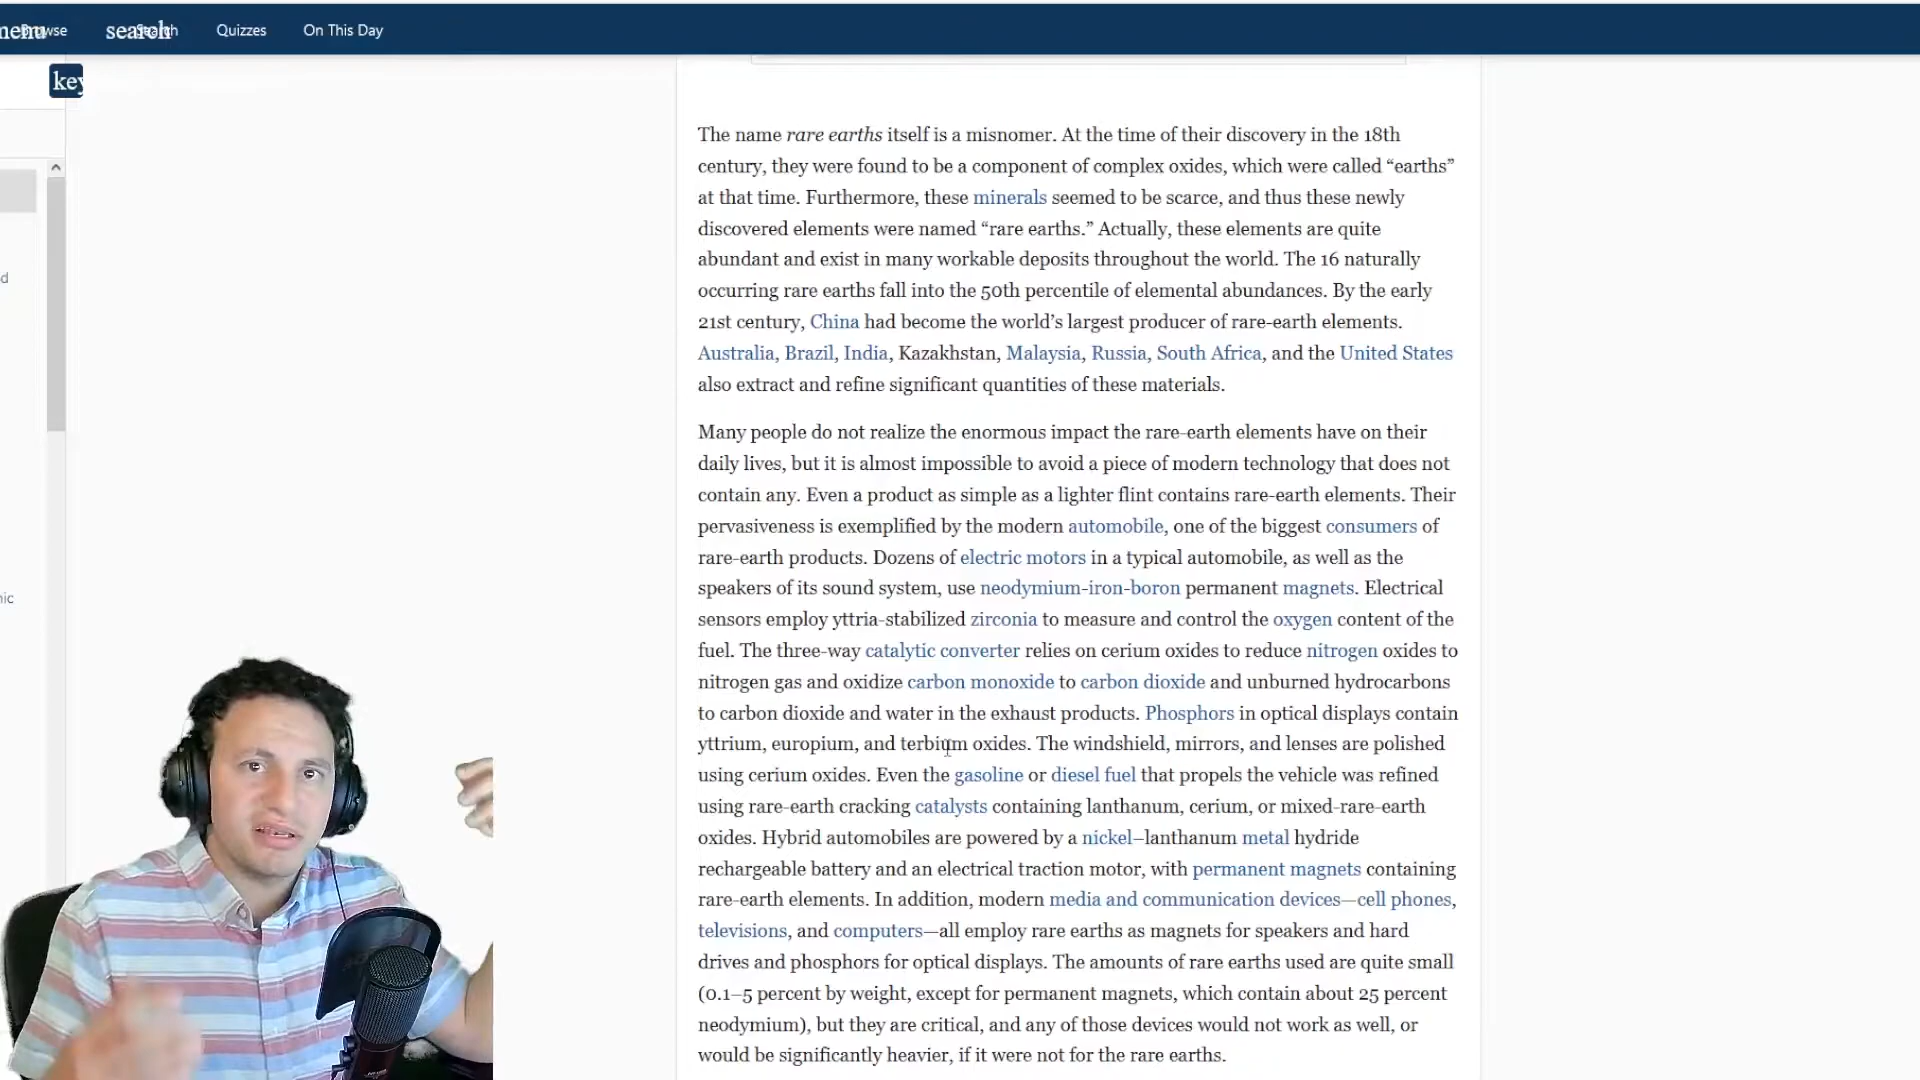 menu
Browse
search
Search
Quizzes
On This Day
key
d
nic
The name rare earths itself is a misnomer. At the time of their discovery in the 18th
century, they were found to be a component of complex oxides, which were called “earths”
at that time. Furthermore, these minerals seemed to be scarce, and thus these newly
discovered elements were named “rare earths.” Actually, these elements are quite
abundant and exist in many workable deposits throughout the world. The 16 naturally
occurring rare earths fall into the 50th percentile of elemental abundances. By the early
21st century, China had become the world’s largest producer of rare-earth elements.
Australia, Brazil, India, Kazakhstan, Malaysia, Russia, South Africa, and the United States
also extract and refine significant quantities of these materials.
Many people do not realize the enormous impact the rare-earth elements have on their
daily lives, but it is almost impossible to avoid a piece of modern technology that does not
contain any. Even a product as simple as a lighter flint contains rare-earth elements. Their
pervasiveness is exemplified by the modern automobile, one of the biggest consumers of
rare-earth products. Dozens of electric motors in a typical automobile, as well as the
speakers of its sound system, use neodymium-iron-boron permanent magnets. Electrical
sensors employ yttria-stabilized zirconia to measure and control the oxygen content of the
fuel. The three-way catalytic converter relies on cerium oxides to reduce nitrogen oxides to
nitrogen gas and oxidize carbon monoxide to carbon dioxide and unburned hydrocarbons
to carbon dioxide and water in the exhaust products. Phosphors in optical displays contain
yttrium, europium, and terbium oxides. The windshield, mirrors, and lenses are polished
using cerium oxides. Even the gasoline or diesel fuel that propels the vehicle was refined
using rare-earth cracking catalysts containing lanthanum, cerium, or mixed-rare-earth
oxides. Hybrid automobiles are powered by a nickel–lanthanum metal hydride
rechargeable battery and an electrical traction motor, with permanent magnets containing
rare-earth elements. In addition, modern media and communication devices—cell phones,
televisions, and computers—all employ rare earths as magnets for speakers and hard
drives and phosphors for optical displays. The amounts of rare earths used are quite small
(0.1–5 percent by weight, except for permanent magnets, which contain about 25 percent
neodymium), but they are critical, and any of those devices would not work as well, or
would be significantly heavier, if it were not for the rare earths.